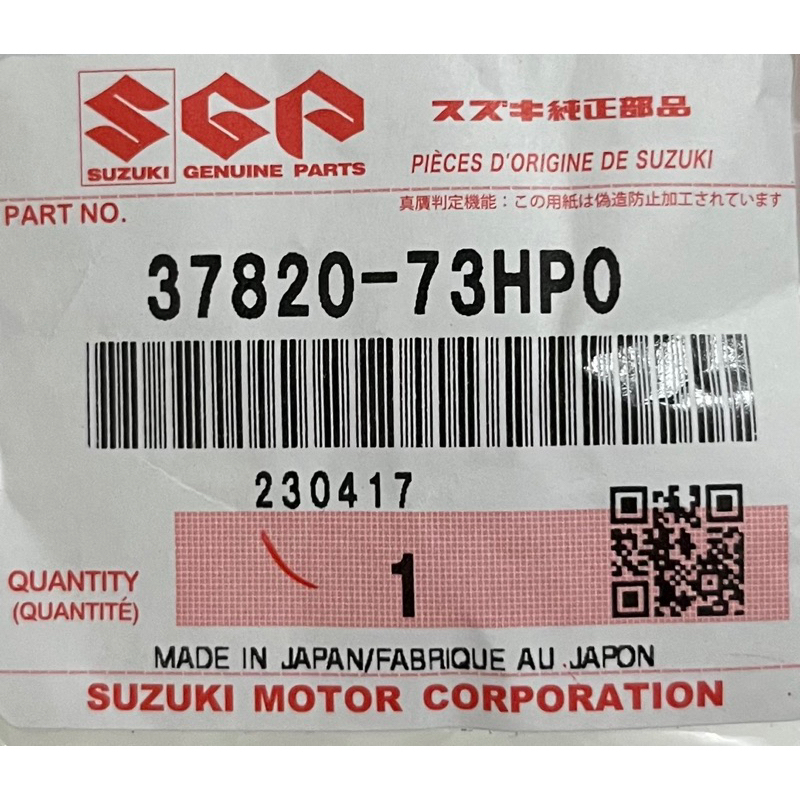 SGP
スズキ純正部品
SUZUKI GENUINE PARTS
PIÈCES D'ORIGINE DE SUZUKI
PART NO.
真贋判定機能：この用紙は偽造防止加工されています
37820-73HP0
230417
QUANTITY
(QUANTITÉ)
1
MADE IN JAPAN/FABRIQUE AU JAPON
SUZUKI MOTOR CORPORATION